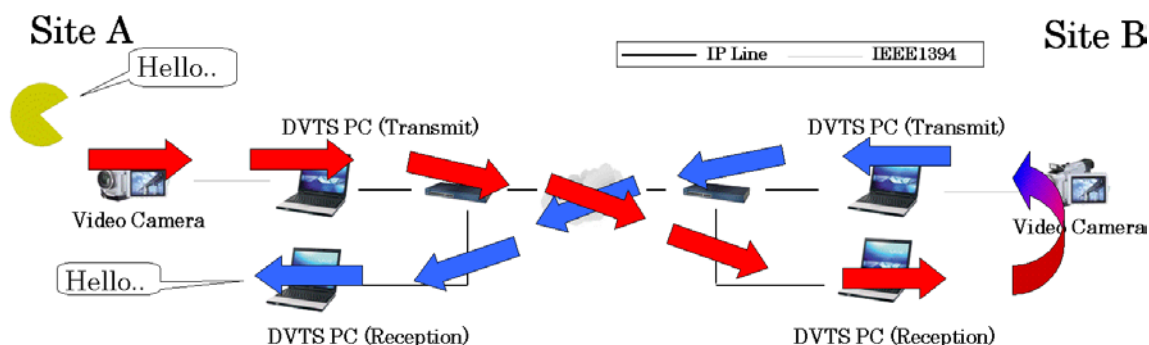 Site A
Site B
Hello..
IP Line
IEEE1394
DVTS PC (Transmit)
DVTS PC (Transmit)
Video Camera
Video Camera
Hello..
DVTS PC (Reception)
DVTS PC (Reception)